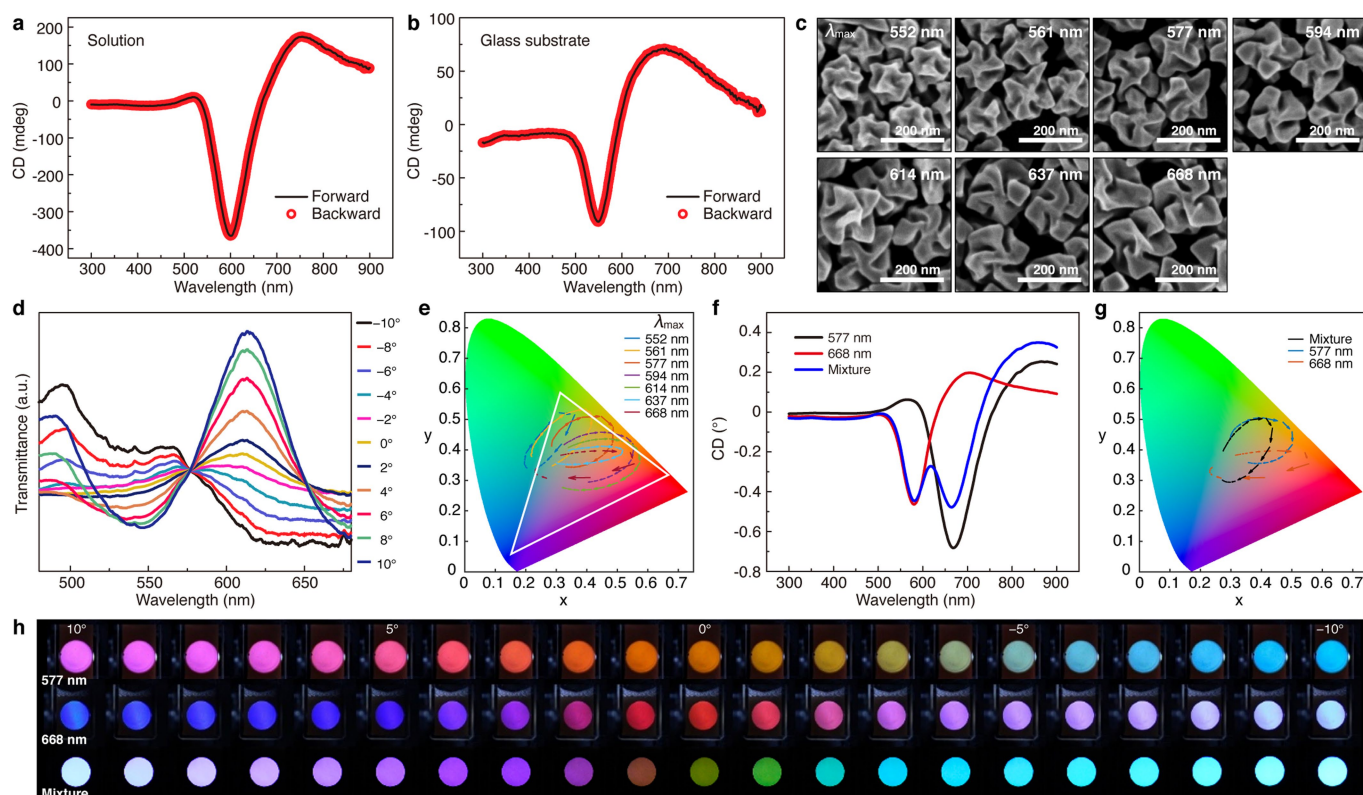 a
200
100
0
-100
-200
-300
-400
CD (mdeg)
Solution
Forward
Backward
300 400 500 600 700 800 900
Wavelength (nm)
b
100
50
0
-50
-100
CD (mdeg)
Glass substrate
Forward
Backward
300 400 500 600 700 800 900
Wavelength (nm)
c
λmax 552 nm
200 nm
561 nm
200 nm
577 nm
200 nm
594 nm
200 nm
614 nm
200 nm
637 nm
200 nm
668 nm
200 nm
d
Transmittance (a.u.)
500 550 600 650
Wavelength (nm)
−10°
−8°
−6°
−4°
−2°
0°
2°
4°
6°
8°
10°
e
0.8
0.7
0.6
0.5
y
0.4
0.3
0.2
0.1
0
0 0.1 0.2 0.3 0.4 0.5 0.6 0.7
x
λmax
552 nm
561 nm
577 nm
594 nm
614 nm
637 nm
668 nm
f
0.4
0.2
0
-0.2
-0.4
-0.6
-0.8
CD (°)
577 nm
668 nm
Mixture
300 400 500 600 700 800 900
Wavelength (nm)
g
0.8
0.7
0.6
0.5
y
0.4
0.3
0.2
0.1
0
0 0.1 0.2 0.3 0.4 0.5 0.6 0.7
x
Mixture
577 nm
668 nm
h
10° 5° 0° −5° −10°
577 nm
668 nm
Mixture